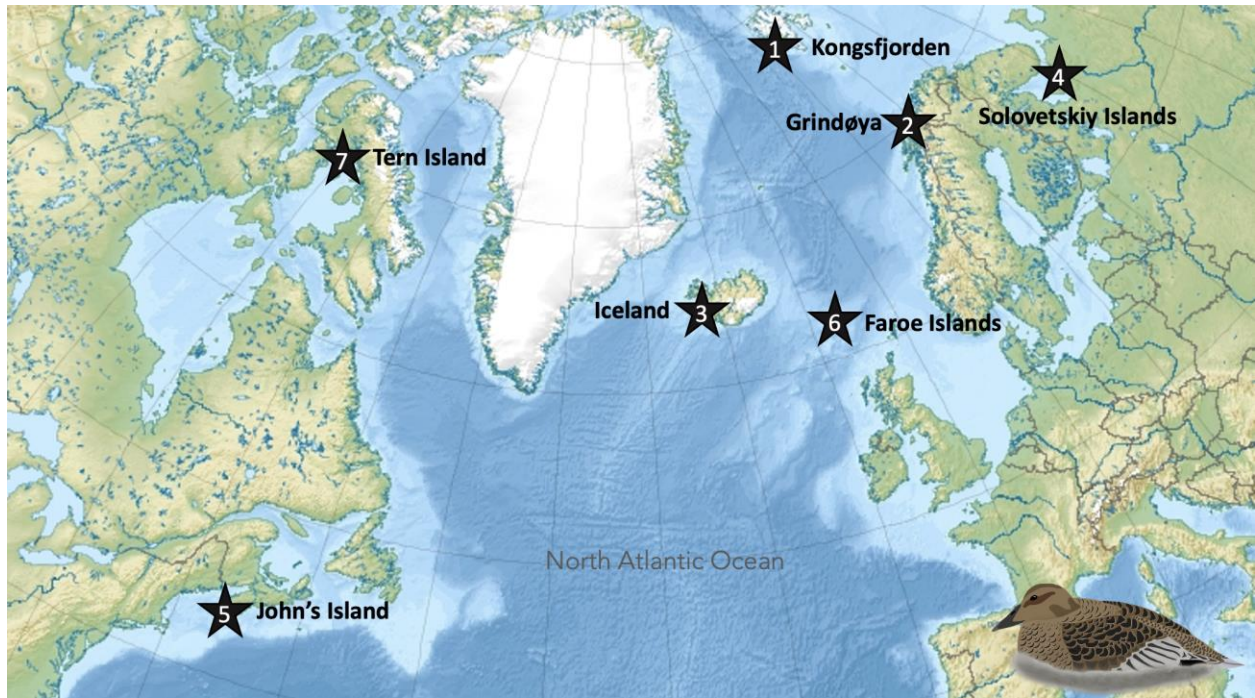 1 Kongsfjorden
4
Solovetskiy Islands
Grindøya 2
7 Tern Island
Iceland 3
6 Faroe Islands
North Atlantic Ocean
5 John's Island